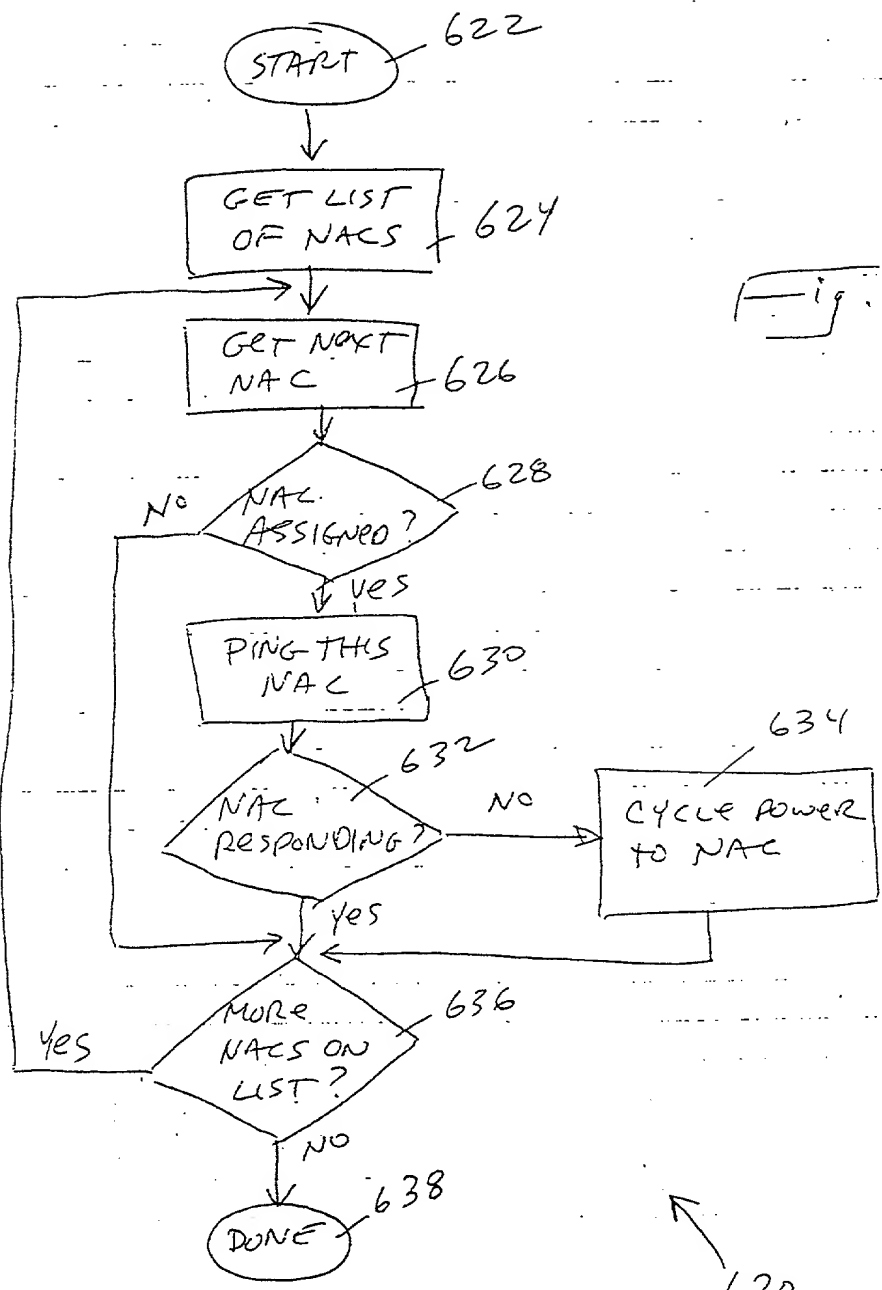 START
622
GET LIST
OF NACS
624
Fig.
GET NEXT
NAC
626
628
NO
NAC
ASSIGNED?
yes
PING THIS
NAC
630
632
634
NAC
RESPONDING?
NO
CYCLE POWER
TO NAC
yes
MORE
NACS ON
LIST?
636
yes
NO
DONE
638